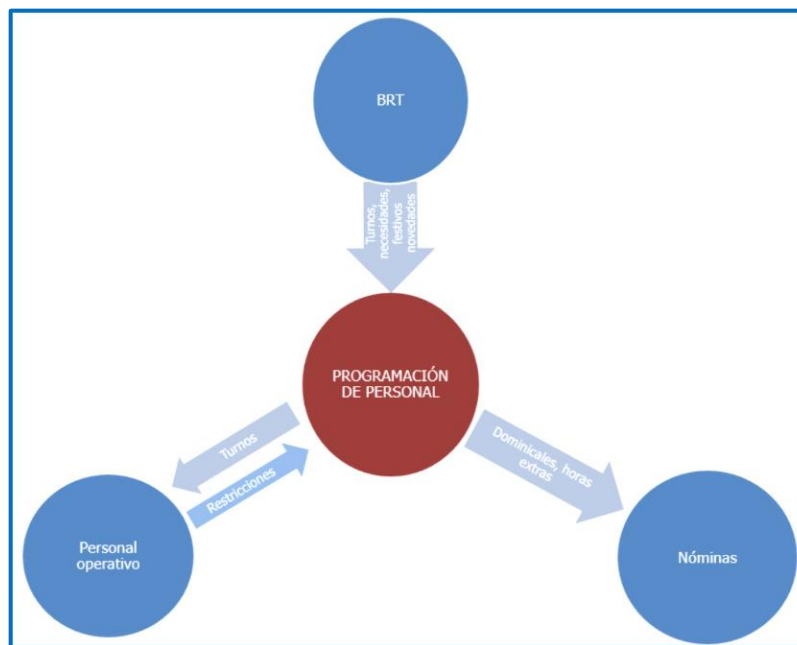 BRT
Turnos,
necesidades,
festivos
novedades
PROGRAMACIÓN
DE PERSONAL
Turnos
Restricciones
Dominicales, horas
extras
Personal
operativo
Nóminas